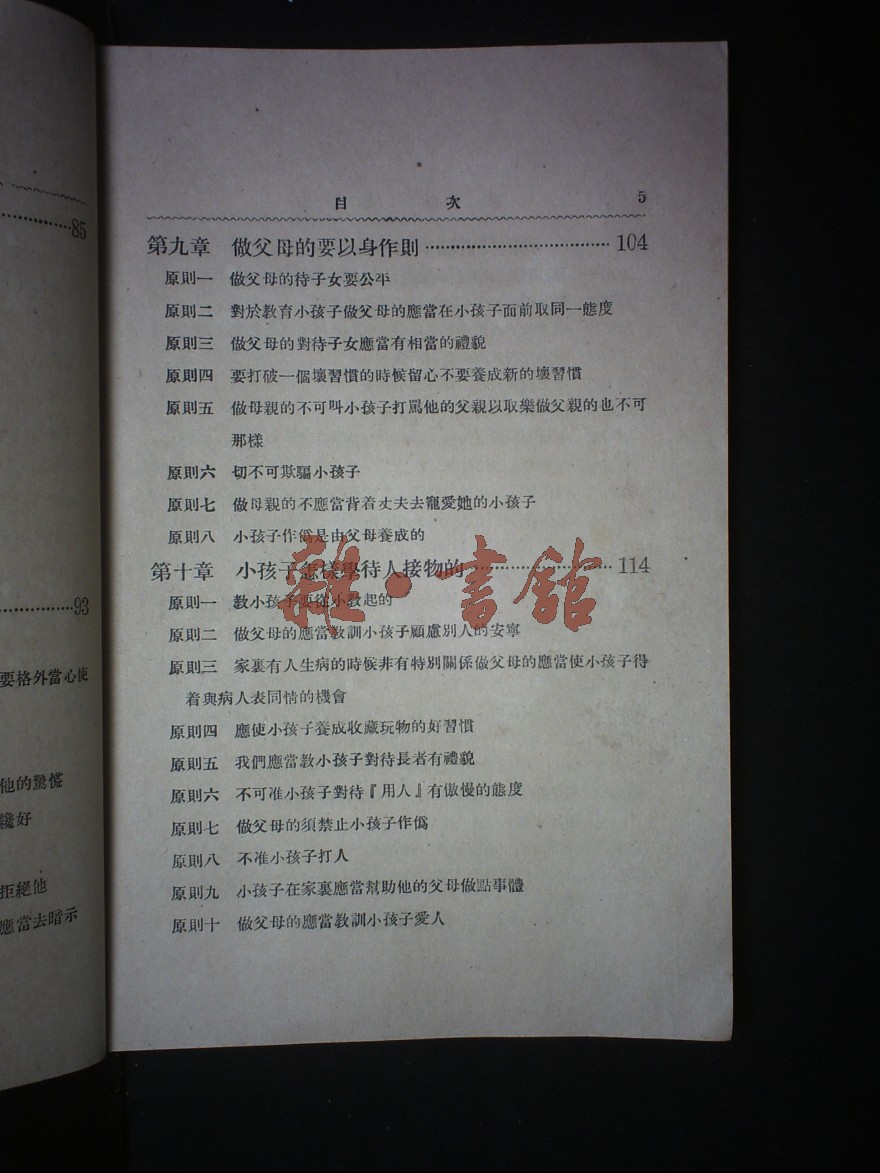 85
93
要格外當心使
他的驚慌
纔好
拒絕他
應當去暗示
目 次 5
第九章 做父母的要以身作則 104
原則一 做父母的待子女要公平
原則二 對於教育小孩子做父母的應當在小孩子面前取同一態度
原則三 做父母的對待子女應當有相當的禮貌
原則四 要打破一個壞習慣的時候留心不要養成新的壞習慣
原則五 做母親的不可叫小孩子打罵他的父親以取樂做父親的也不可
那樣
原則六 切不可欺騙小孩子
原則七 做母親的不應當背着丈夫去寵愛她的小孩子
原則八 小孩子作僞是由父母養成的
第十章 小孩子怎樣學待人接物的 114
原則一 教小孩子要從小教起的
原則二 做父母的應當教訓小孩子顧慮別人的安寧
原則三 家裏有人生病的時候非有特別關係做父母的應當使小孩子得
着與病人表同情的機會
原則四 應使小孩子養成收藏玩物的好習慣
原則五 我們應當教小孩子對待長者有禮貌
原則六 不可准小孩子對待『用人』有傲慢的態度
原則七 做父母的須禁止小孩子作僞
原則八 不准小孩子打人
原則九 小孩子在家裏應當幫助他的父母做點事體
原則十 做父母的應當教訓小孩子愛人
雜·書館